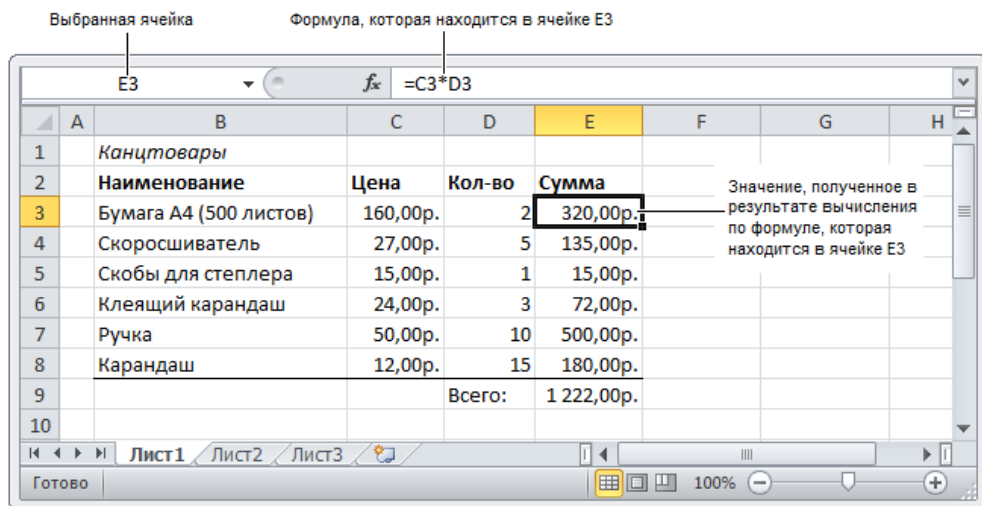 Выбранная ячейка
Формула, которая находится в ячейке E3
E3 fx =C3*D3
A B C D E F G H
1 Канцтовары
2 Наименование Цена Кол-во Сумма
3 Бумага А4 (500 листов) 160,00р. 2 320,00р.
4 Скоросшиватель 27,00р. 5 135,00р.
5 Скобы для степлера 15,00р. 1 15,00р.
6 Клеящий карандаш 24,00р. 3 72,00р.
7 Ручка 50,00р. 10 500,00р.
8 Карандаш 12,00р. 15 180,00р.
9 Всего: 1 222,00р.
10
Значение, полученное в
результате вычисления
по формуле, которая
находится в ячейке E3
Лист1 Лист2 Лист3
Готово 100%